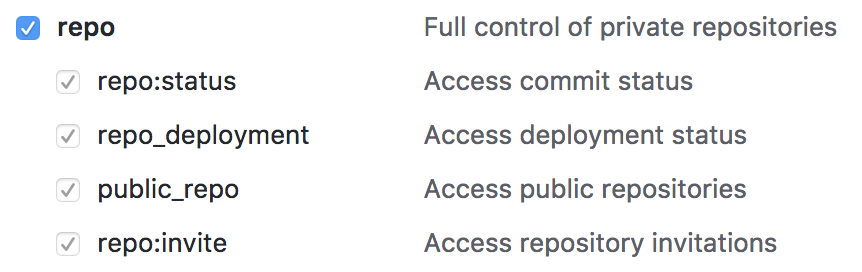 repo Full control of private repositories
repo:status Access commit status
repo_deployment Access deployment status
public_repo Access public repositories
repo:invite Access repository invitations